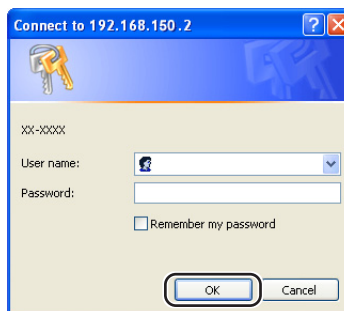 Connect to 192.168.150.2
XX-XXXX
User name:
Password:
Remember my password
OK
Cancel